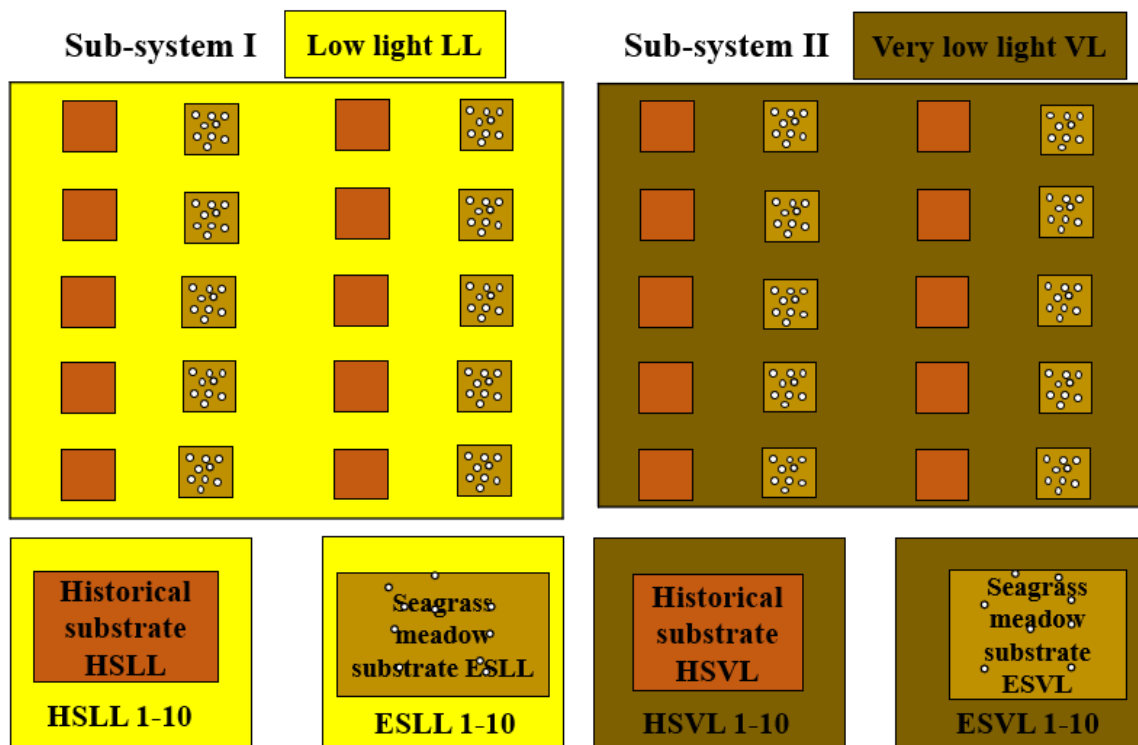 Sub-system I
Low light LL
Sub-system II
Very low light VL
Historical
substrate
HSLL
HSLL 1-10
Seagrass
meadow
substrate ESLL
ESLL 1-10
Historical
substrate
HSVL
HSVL 1-10
Seagrass
meadow
substrate
ESVL
ESVL 1-10